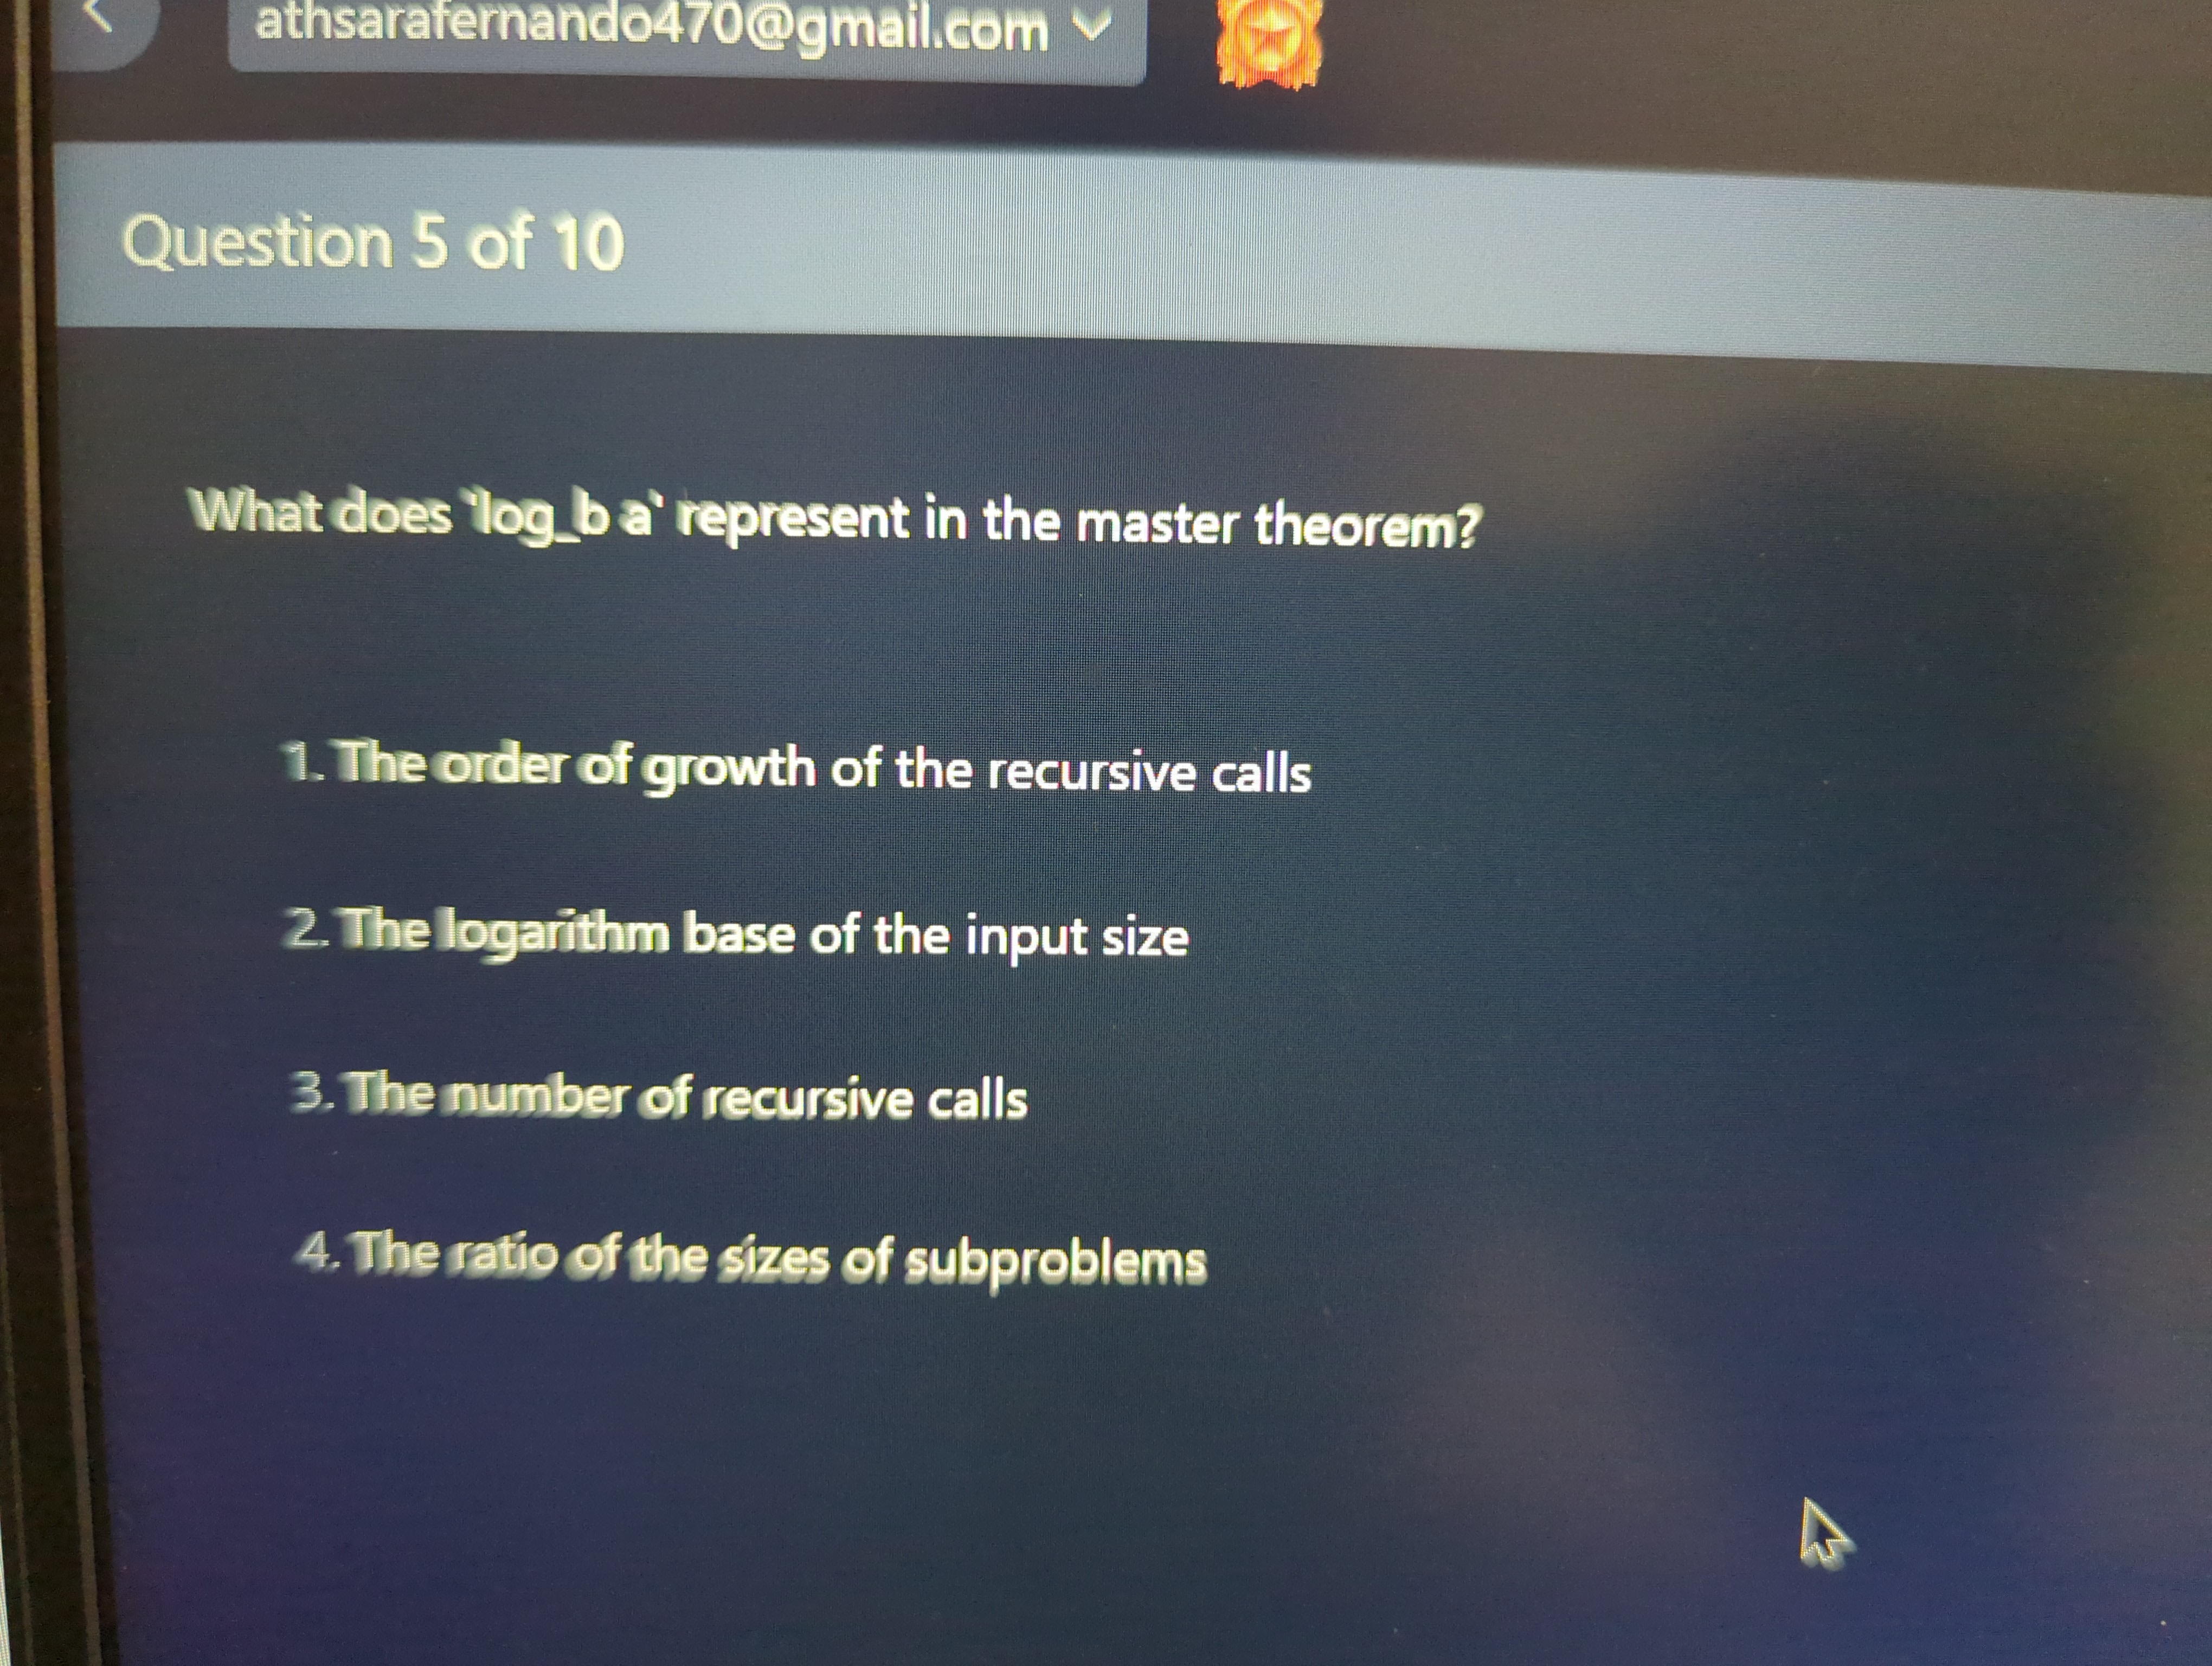 athsarafernando470@gmail.com
Question 5 of 10
What does 'log_b a' represent in the master theorem?
1. The order of growth of the recursive calls
2. The logarithm base of the input size
3. The number of recursive calls
4. The ratio of the sizes of subproblems